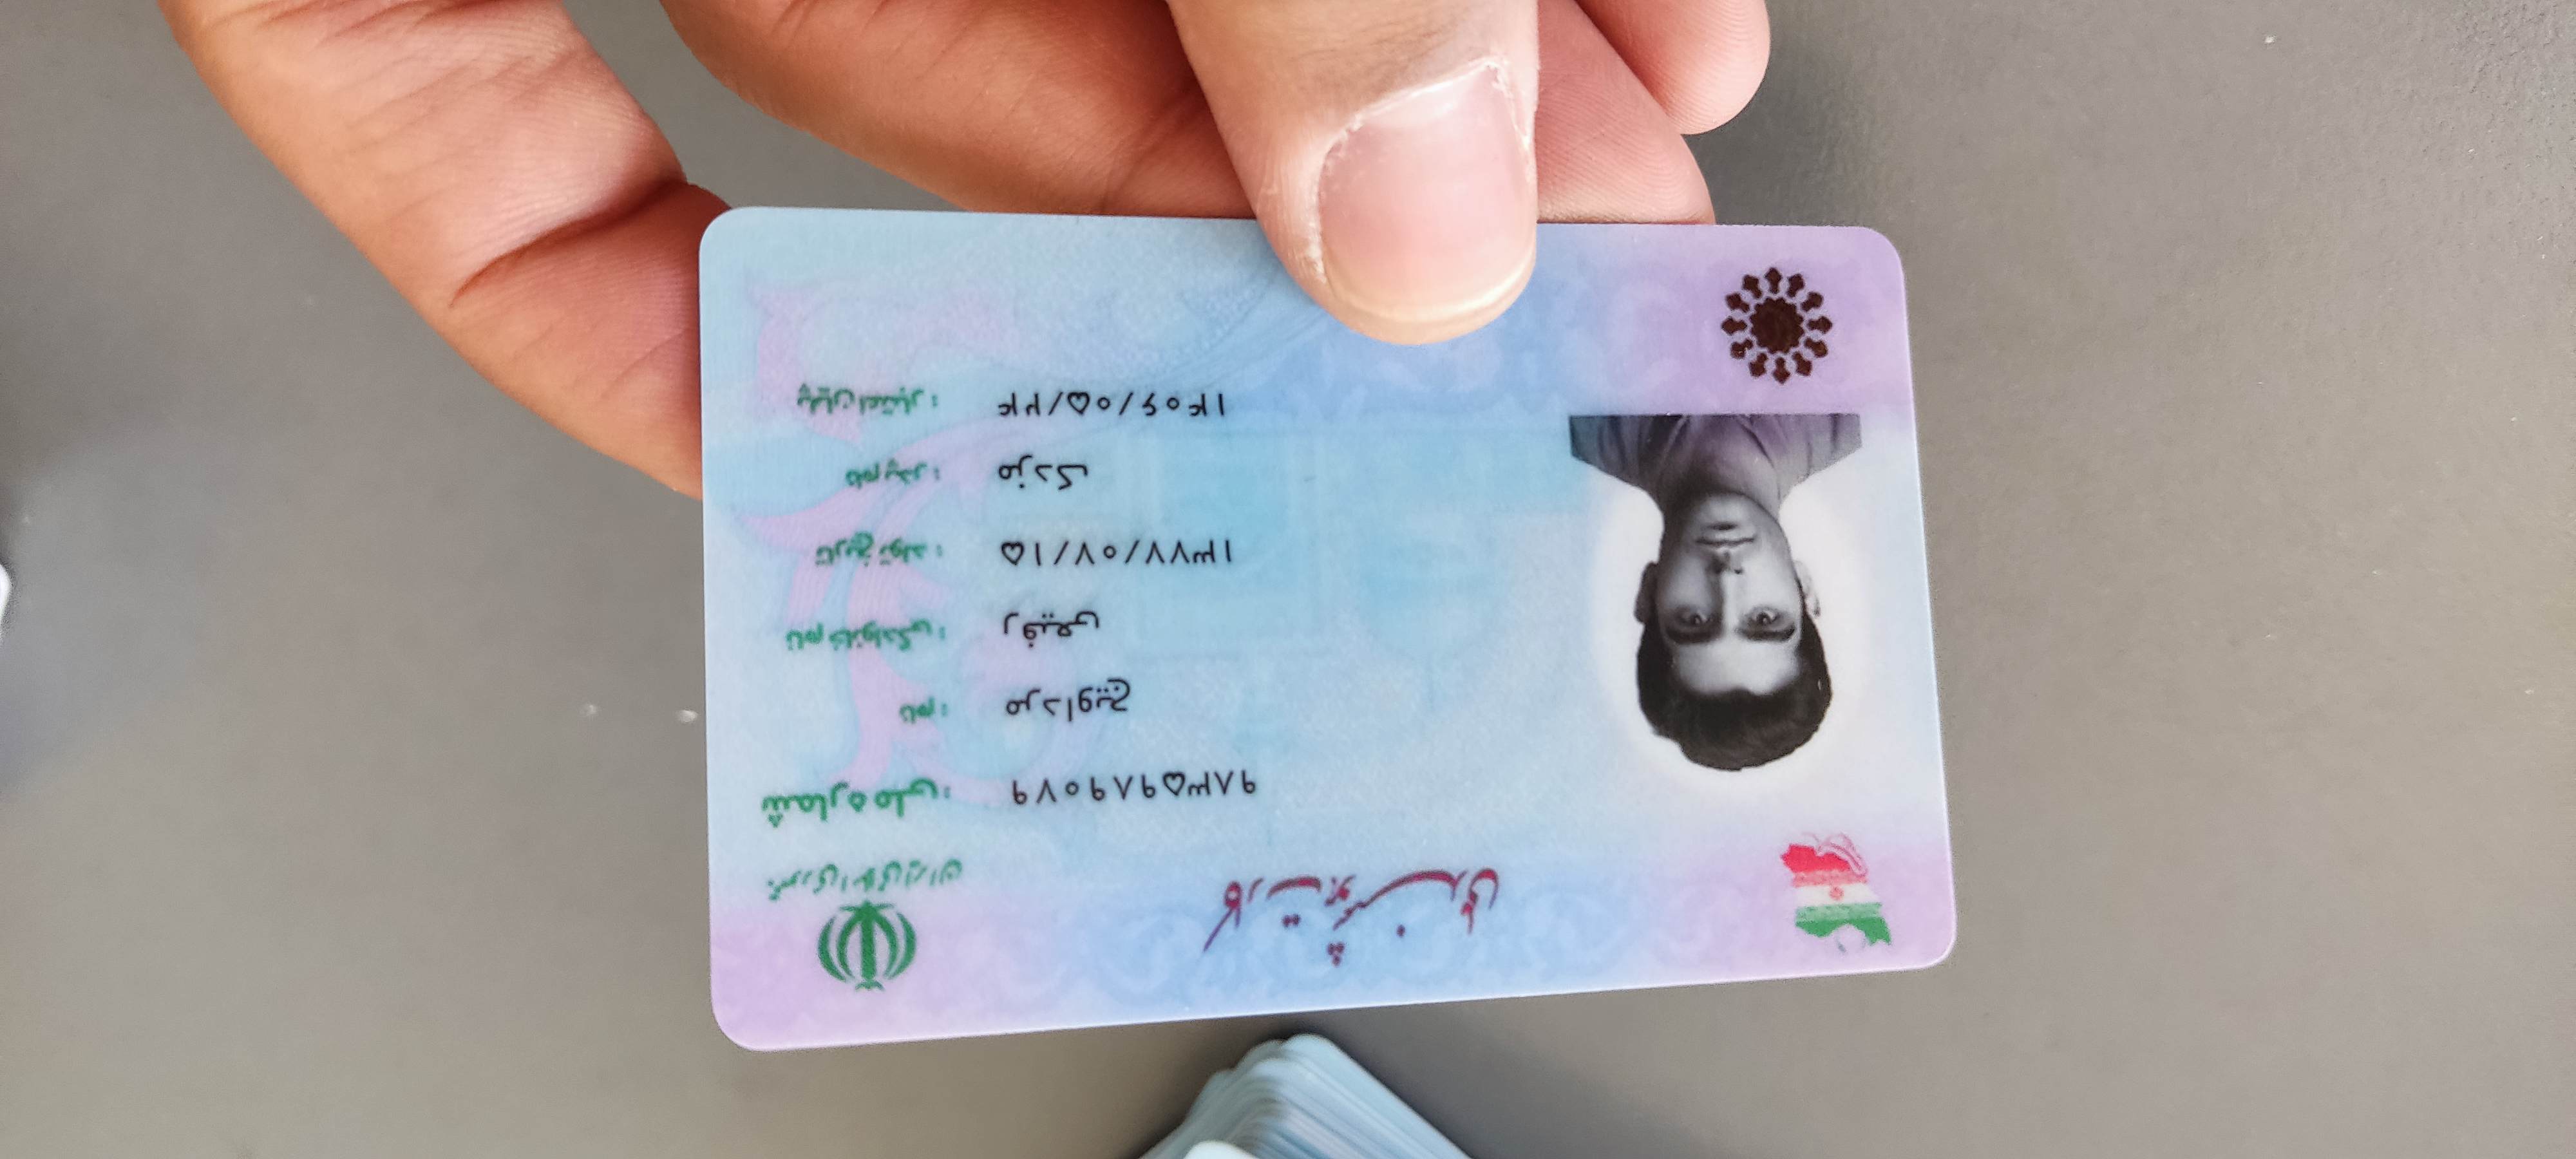 جمهوری اسلامی ایران
کارت هوشمند ملی
شماره ملی: ۹۸۳۵۹۸۹۰۷۹
نام: مرداویج
نام خانوادگی: رفیعی
تاریخ تولد: ۱۳۷۷/۰۷/۱۵
نام پدر: مزدک
پایان اعتبار: ۱۴۰۶/۰۵/۲۴